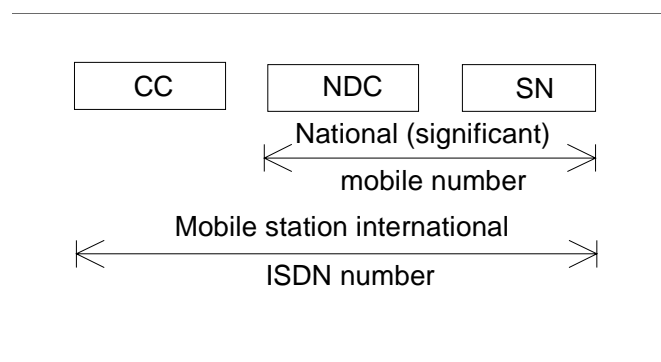 CC NDC SN
National (significant)
mobile number
Mobile station international
ISDN number